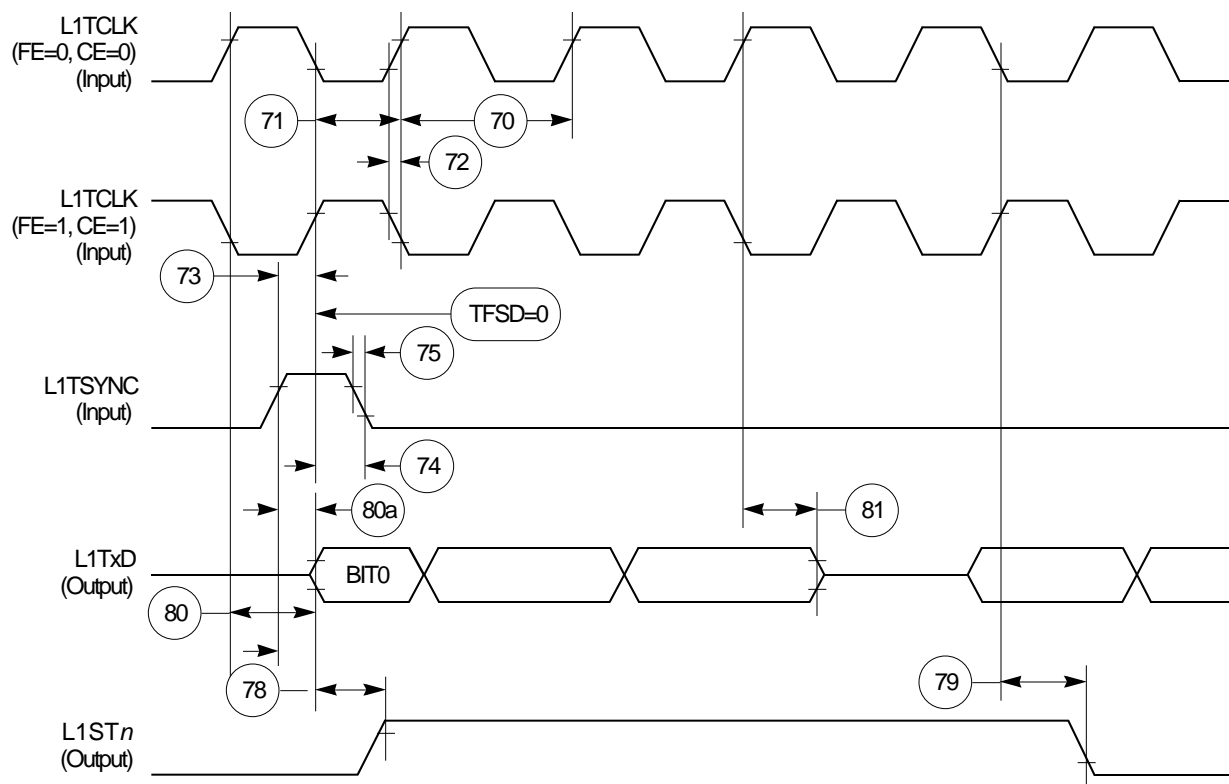 L1TCLK
(FE=0, CE=0)
(Input)
71
70
72
L1TCLK
(FE=1, CE=1)
(Input)
73
TFSD=0
75
L1TSYNC
(Input)
74
80a
81
L1TxD
(Output)
BIT0
80
78
79
L1STn
(Output)